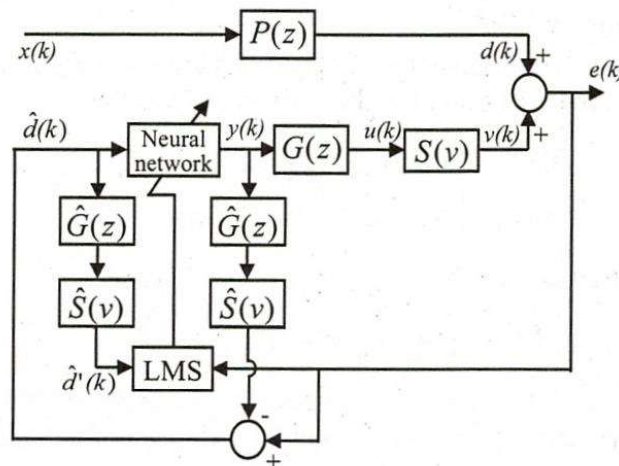 P(z)
x(k)
d(k)
+
e(k)
d̂(k)
Neural
network
y(k)
G(z)
u(k)
S(v)
v(k)
+
Ĝ(z)
Ĝ(z)
Ŝ(v)
Ŝ(v)
d̂'(k)
LMS
-
+